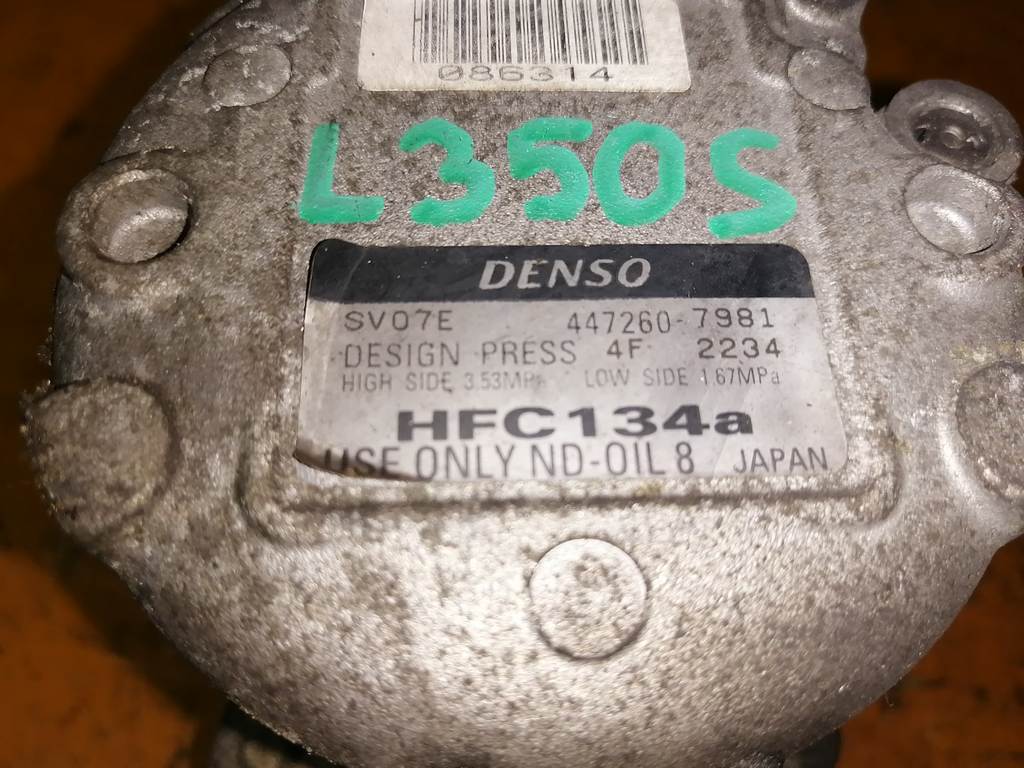 086314
L350S
DENSO
SV07E 447260-7981
DESIGN PRESS 4F 2234
HIGH SIDE 3.53MPa LOW SIDE 1.67MPa
HFC134a
USE ONLY ND-OIL 8 JAPAN